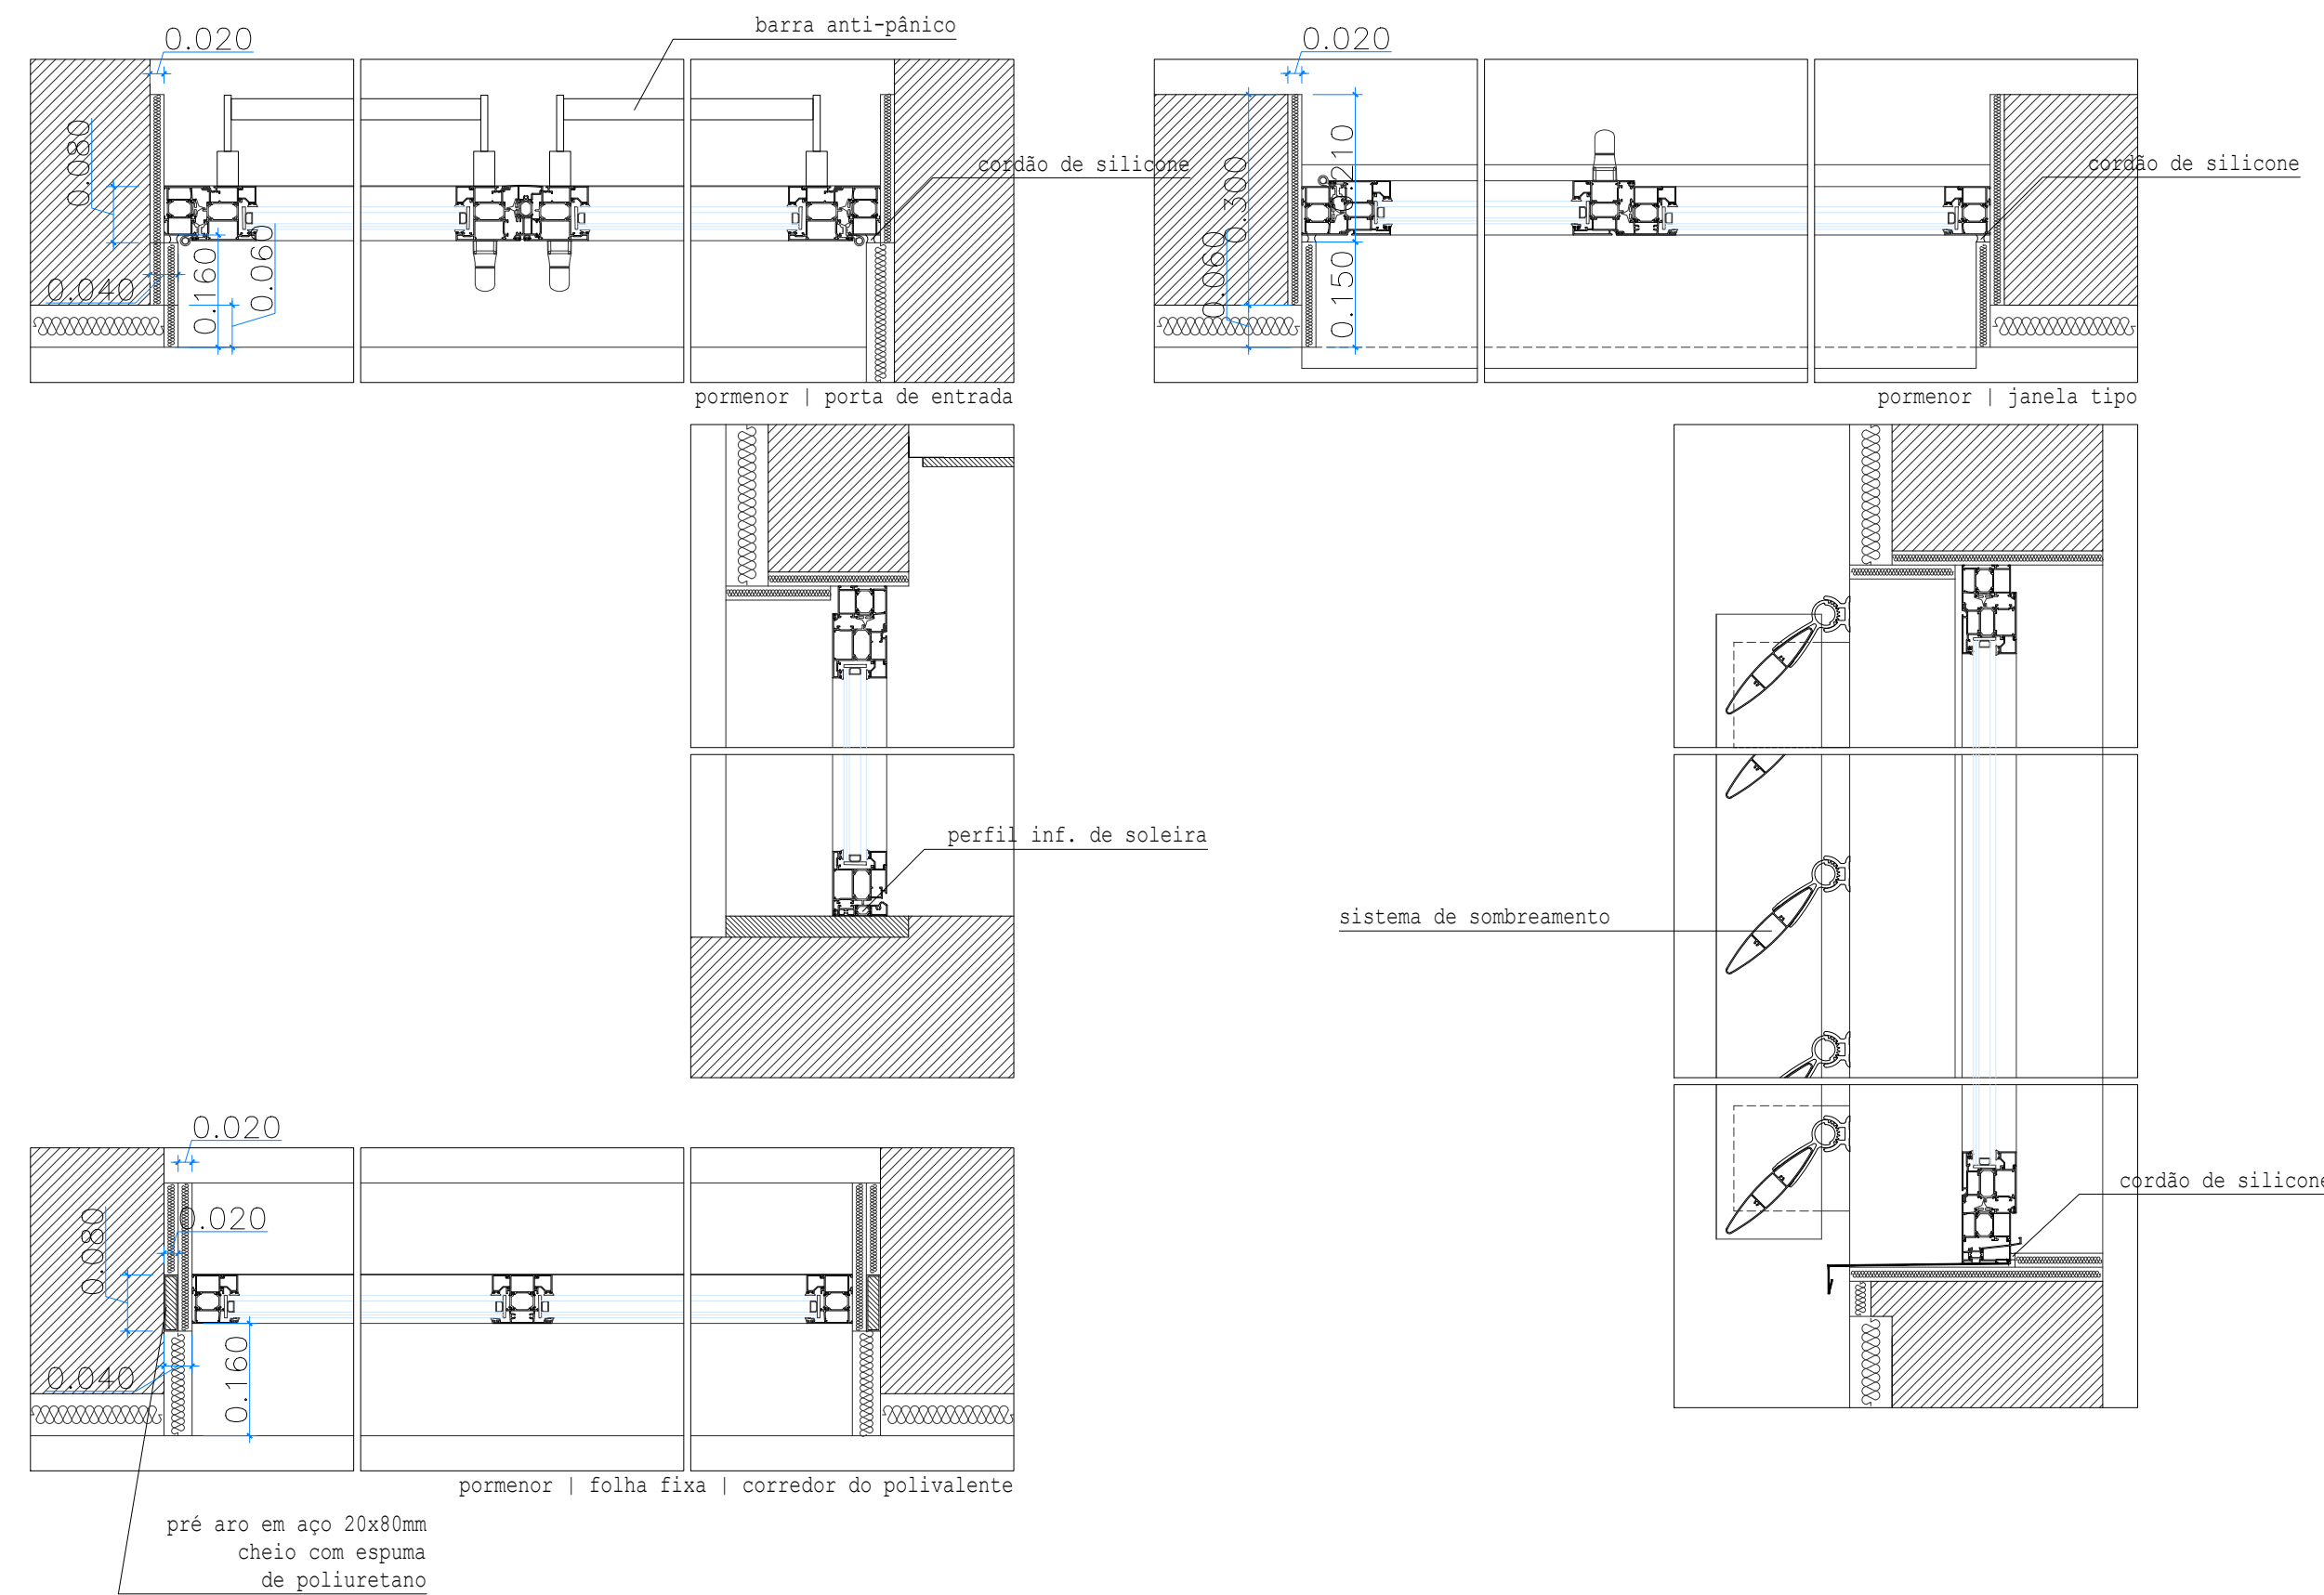 barra anti-pânico
0.020
0.020
0.080
cordão de silicone
0.210
0.300
cordão de silicone
0.040
0.160
0.060
0.060
0.150
pormenor | porta de entrada
pormenor | janela tipo
perfil inf. de soleira
sistema de sombreamento
0.020
0.020
0.080
cordão de silicone
0.040
0.160
pormenor | folha fixa | corredor do polivalente
pré aro em aço 20x80mm
cheio com espuma
de poliuretano